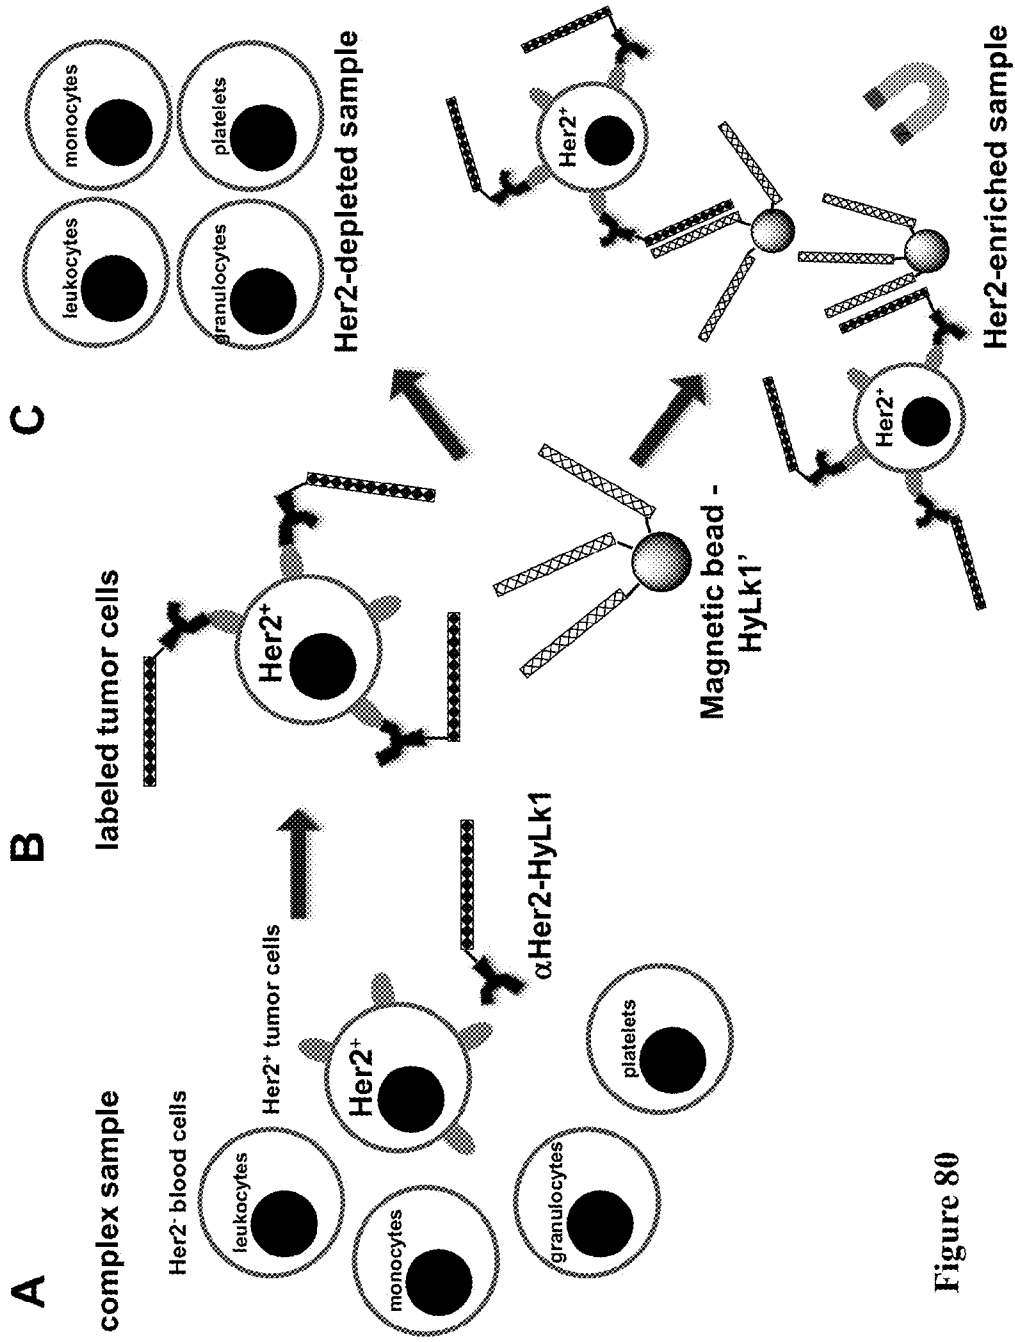 A
complex sample
Her2⁻ blood cells
Her2⁺ tumor cells
leukocytes
Her2⁺
monocytes
granulocytes
platelets
αHer2-HyLk1
B
labeled tumor cells
Her2⁺
Magnetic bead -
HyLk1’
C
leukocytes
monocytes
granulocytes
platelets
Her2-depleted sample
Her2⁺
Her2⁺
Her2-enriched sample
Figure 80